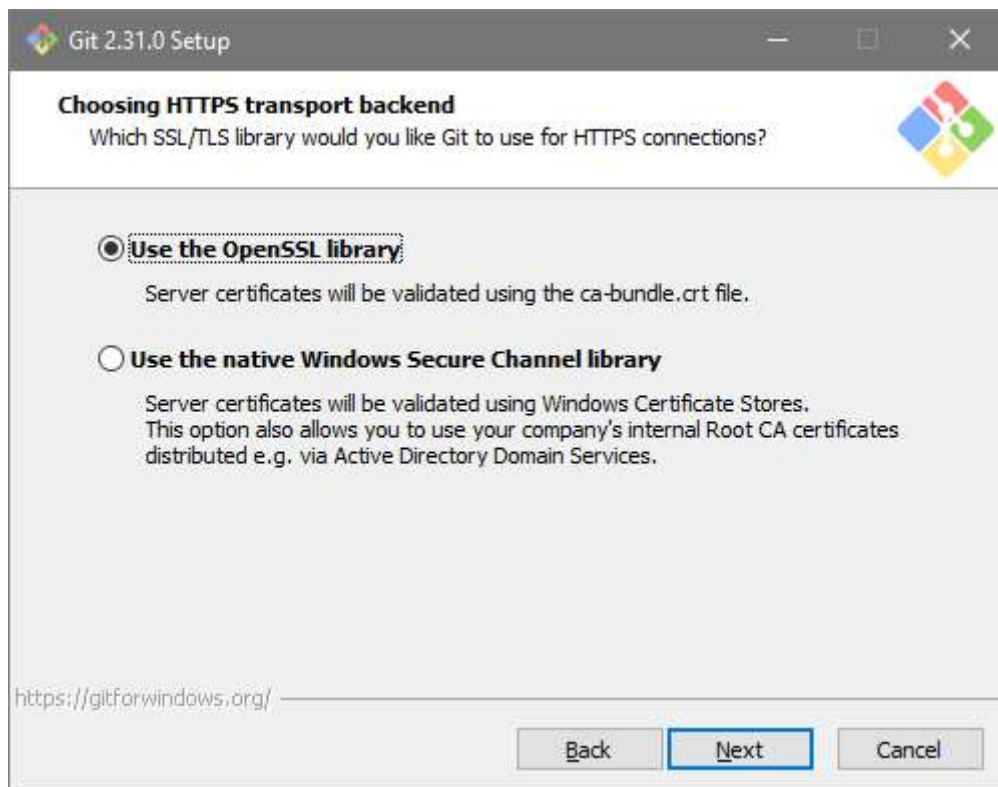 Git 2.31.0 Setup
Choosing HTTPS transport backend
Which SSL/TLS library would you like Git to use for HTTPS connections?
Use the OpenSSL library
Server certificates will be validated using the ca-bundle.crt file.
Use the native Windows Secure Channel library
Server certificates will be validated using Windows Certificate Stores.
This option also allows you to use your company's internal Root CA certificates
distributed e.g. via Active Directory Domain Services.
https://gitforwindows.org/
Back Next Cancel